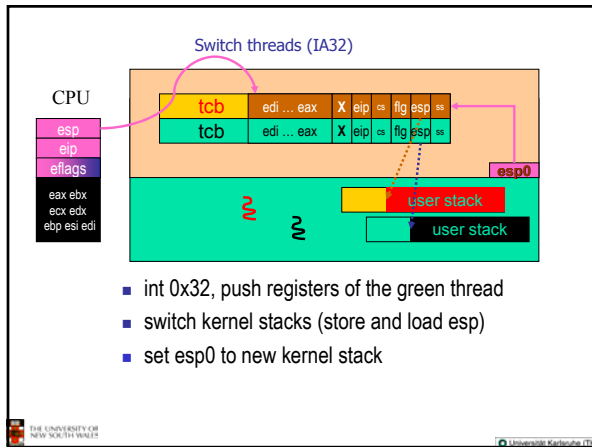 Switch threads (IA32)
CPU
esp
eip
eflags
eax ebx
ecx edx
ebp esi edi
tcb edi ... eax X eip cs flg esp ss
tcb edi ... eax X eip cs flg esp ss
esp0
user stack
user stack
int 0x32, push registers of the green thread
switch kernel stacks (store and load esp)
set esp0 to new kernel stack
THE UNIVERSITY OF
NEW SOUTH WALES
© Universität Karlsruhe (T